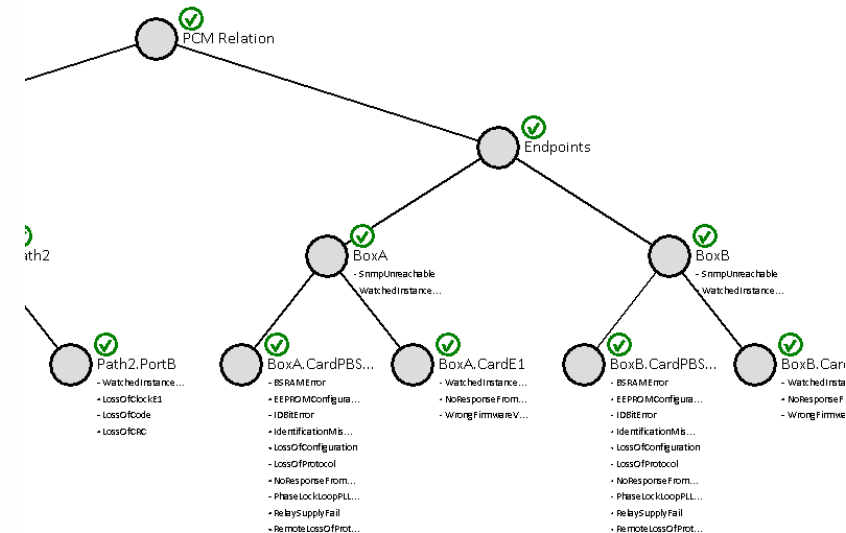 PCM Relation
Endpoints
ath2
BoxA
- SnmpUnreachable
WatchedInstance...
BoxB
- SnmpUnreachable
WatchedInstance...
Path2.PortB
- WatchedInstance...
- LossOfClockE1
- LossOfCode
- LossOfCRC
BoxA.CardPBS...
- BSRAMError
- EEPROMConfigura...
- IDBitError
- IdentificationMis...
- LossOfConfiguration
- LossOfProtocol
- NoResponseFrom...
- PhaseLockLoopPLL...
- RelaySupplyFail
- RemoteLossOfProt...
BoxA.CardE1
- WatchedInstance...
- NoResponseFrom...
- WrongFirmwareV...
BoxB.CardPBS...
- BSRAMError
- EEPROMConfigura...
- IDBitError
- IdentificationMis...
- LossOfConfiguration
- LossOfProtocol
- NoResponseFrom...
- PhaseLockLoopPLL...
- RelaySupplyFail
- RemoteLossOfProt...
BoxB.Car
- WatchedInsta
- NoResponseF
- WrongFirmwa